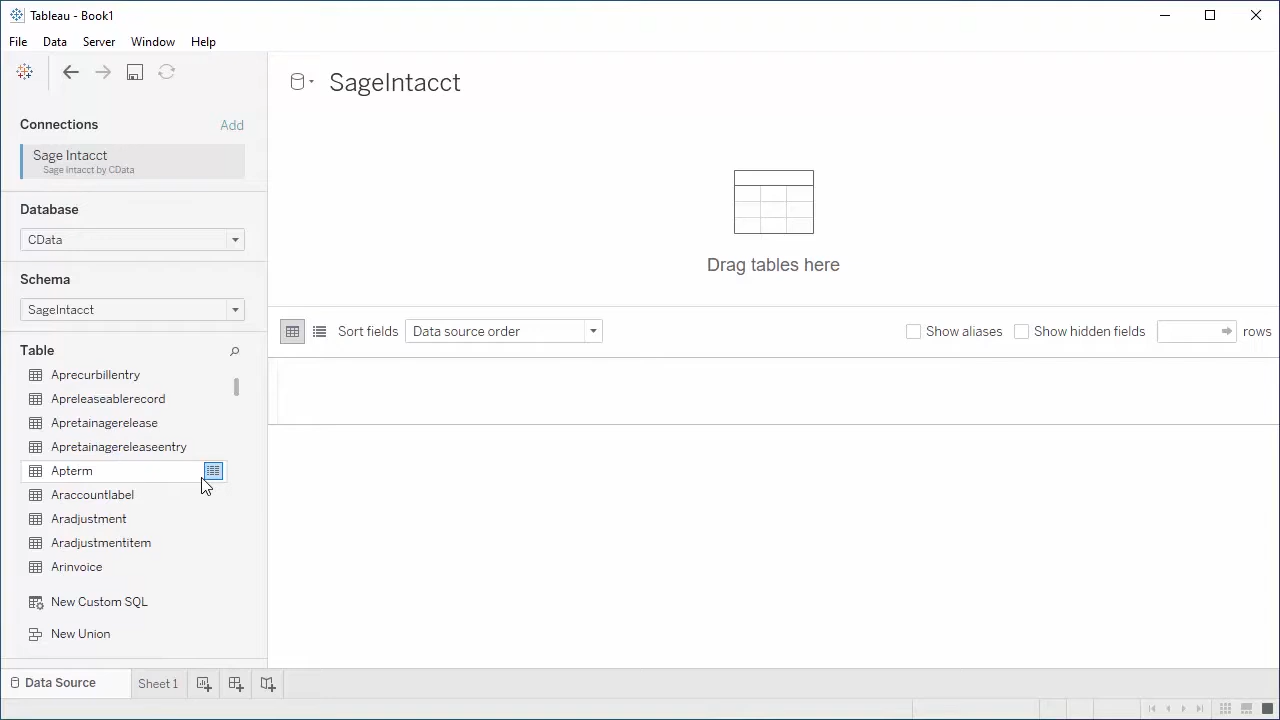 Tableau - Book1
File Data Server Window Help
SageIntacct
Connections Add
Sage Intacct
Sage Intacct by CData
Database
CData
Schema
SageIntacct
Drag tables here
Sort fields Data source order Show aliases Show hidden fields rows
Table
Aprecurbillentry
Apreleaseablerecord
Apretainagerelease
Apretainagereleaseentry
Apterm
Araccountlabel
Aradjustment
Aradjustmentitem
Arinvoice
New Custom SQL
New Union
Data Source Sheet 1